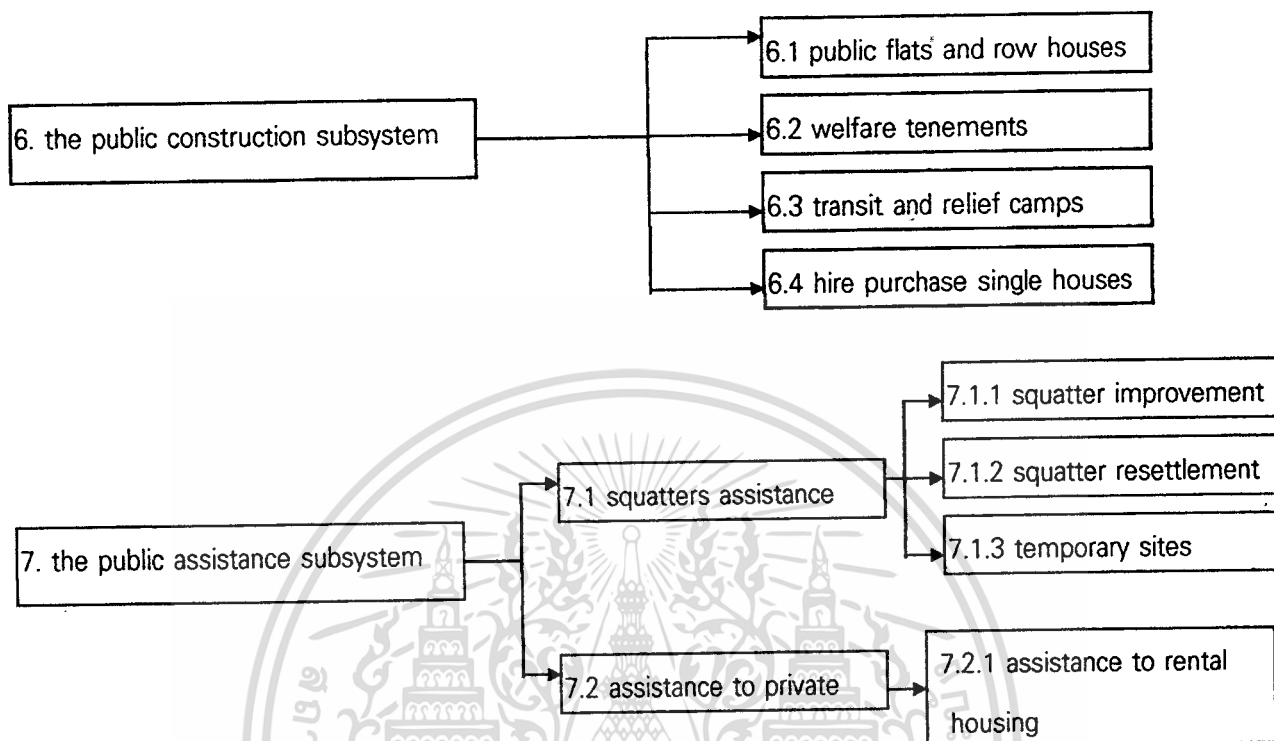 6.1 public flats and row houses
6. the public construction subsystem
6.2 welfare tenements
6.3 transit and relief camps
6.4 hire purchase single houses
7.1.1 squatter improvement
7.1 squatters assistance
7.1.2 squatter resettlement
7. the public assistance subsystem
7.1.3 temporary sites
7.2 assistance to private
7.2.1 assistance to rental
housing